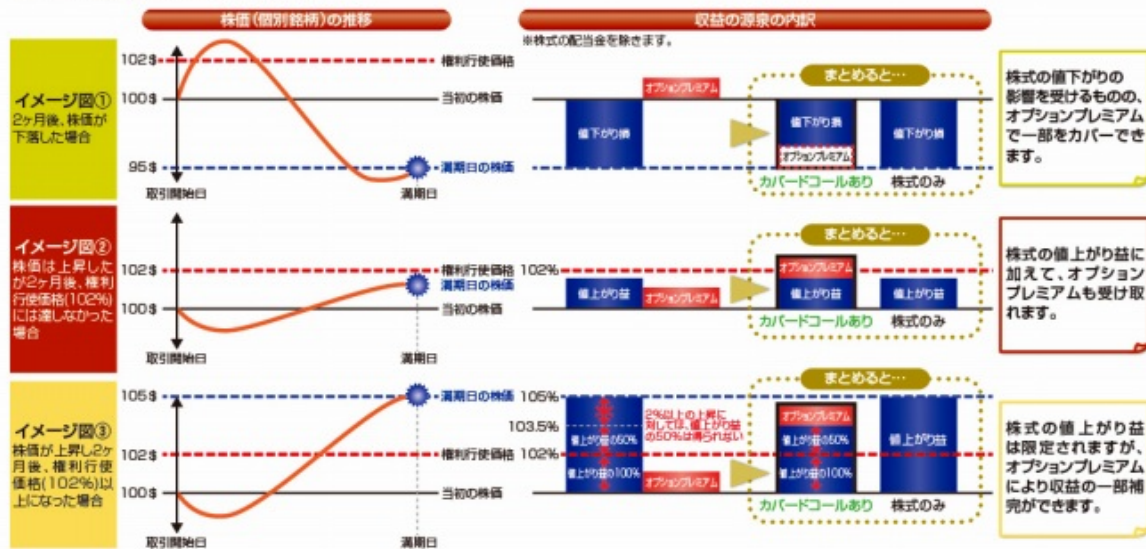 株価(個別銘柄)の推移
収益の源泉の内訳
※株式の配当金を除きます。
イメージ図①
2ヶ月後、株価が
下落した場合
102$
100$
95$
取引開始日
満期日
権利行使価格
当初の株価
満期日の株価
オプションプレミアム
値下がり損
まとめると…
値下がり損
オプションプレミアム
値下がり損
カバードコールあり
株式のみ
株式の値下がりの
影響を受けるものの、
オプションプレミアム
で一部をカバーでき
ます。
イメージ図②
株価は上昇した
が2ヶ月後、権利
行使価格(102%)
には達しなかった
場合
102$
100$
取引開始日
満期日
権利行使価格
満期日の株価
当初の株価
102%
値上がり益
オプションプレミアム
まとめると…
オプションプレミアム
値上がり益
値上がり益
カバードコールあり
株式のみ
株式の値上がり益に
加えて、オプション
プレミアムも受け取
れます。
イメージ図③
株価が上昇し2ヶ
月後、権利行使
価格(102%)以
上になった場合
105$
102$
100$
取引開始日
満期日
満期日の株価
権利行使価格
当初の株価
105%
103.5%
102%
2%以上の上昇に
対しては、値上がり益
の50%は得られない
値上がり益の50%
値上がり益の100%
オプションプレミアム
まとめると…
オプションプレミアム
値上がり益の50%
値上がり益の100%
値上がり益
カバードコールあり
株式のみ
株式の値上がり益
は限定されますが、
オプションプレミアム
により収益の一部補
完ができます。